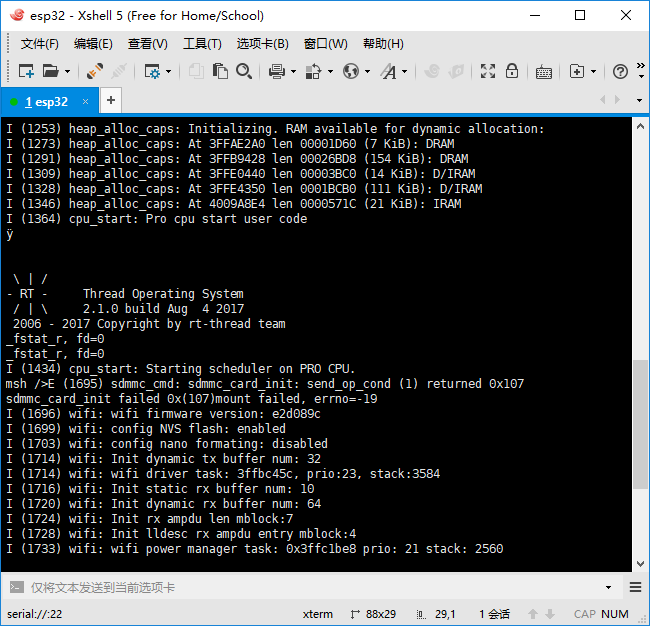 esp32 - Xshell 5 (Free for Home/School)
文件(F) 编辑(E) 查看(V) 工具(T) 选项卡(B) 窗口(W) 帮助(H)
1 esp32 × +
I (1253) heap_alloc_caps: Initializing. RAM available for dynamic allocation:
I (1273) heap_alloc_caps: At 3FFAE2A0 len 00001D60 (7 KiB): DRAM
I (1291) heap_alloc_caps: At 3FFB9428 len 00026BD8 (154 KiB): DRAM
I (1309) heap_alloc_caps: At 3FFE0440 len 00003BC0 (14 KiB): D/IRAM
I (1328) heap_alloc_caps: At 3FFE4350 len 0001BCB0 (111 KiB): D/IRAM
I (1346) heap_alloc_caps: At 4009A8E4 len 0000571C (21 KiB): IRAM
I (1364) cpu_start: Pro cpu start user code
ÿ
\ | /
- RT -     Thread Operating System
/ | \     2.1.0 build Aug  4 2017
2006 - 2017 Copyright by rt-thread team
_fstat_r, fd=0
_fstat_r, fd=0
I (1434) cpu_start: Starting scheduler on PRO CPU.
msh />E (1695) sdmmc_cmd: sdmmc_card_init: send_op_cond (1) returned 0x107
sdmmc_card_init failed 0x(107)mount failed, errno=-19
I (1696) wifi: wifi firmware version: e2d089c
I (1699) wifi: config NVS flash: enabled
I (1703) wifi: config nano formating: disabled
I (1714) wifi: Init dynamic tx buffer num: 32
I (1714) wifi: wifi driver task: 3ffbc45c, prio:23, stack:3584
I (1716) wifi: Init static rx buffer num: 10
I (1720) wifi: Init dynamic rx buffer num: 64
I (1724) wifi: Init rx ampdu len mblock:7
I (1728) wifi: Init lldesc rx ampdu entry mblock:4
I (1733) wifi: wifi power manager task: 0x3ffc1be8 prio: 21 stack: 2560
仅将文本发送到当前选项卡
serial://:22 xterm 88x29 29,1 1 会话 CAP NUM